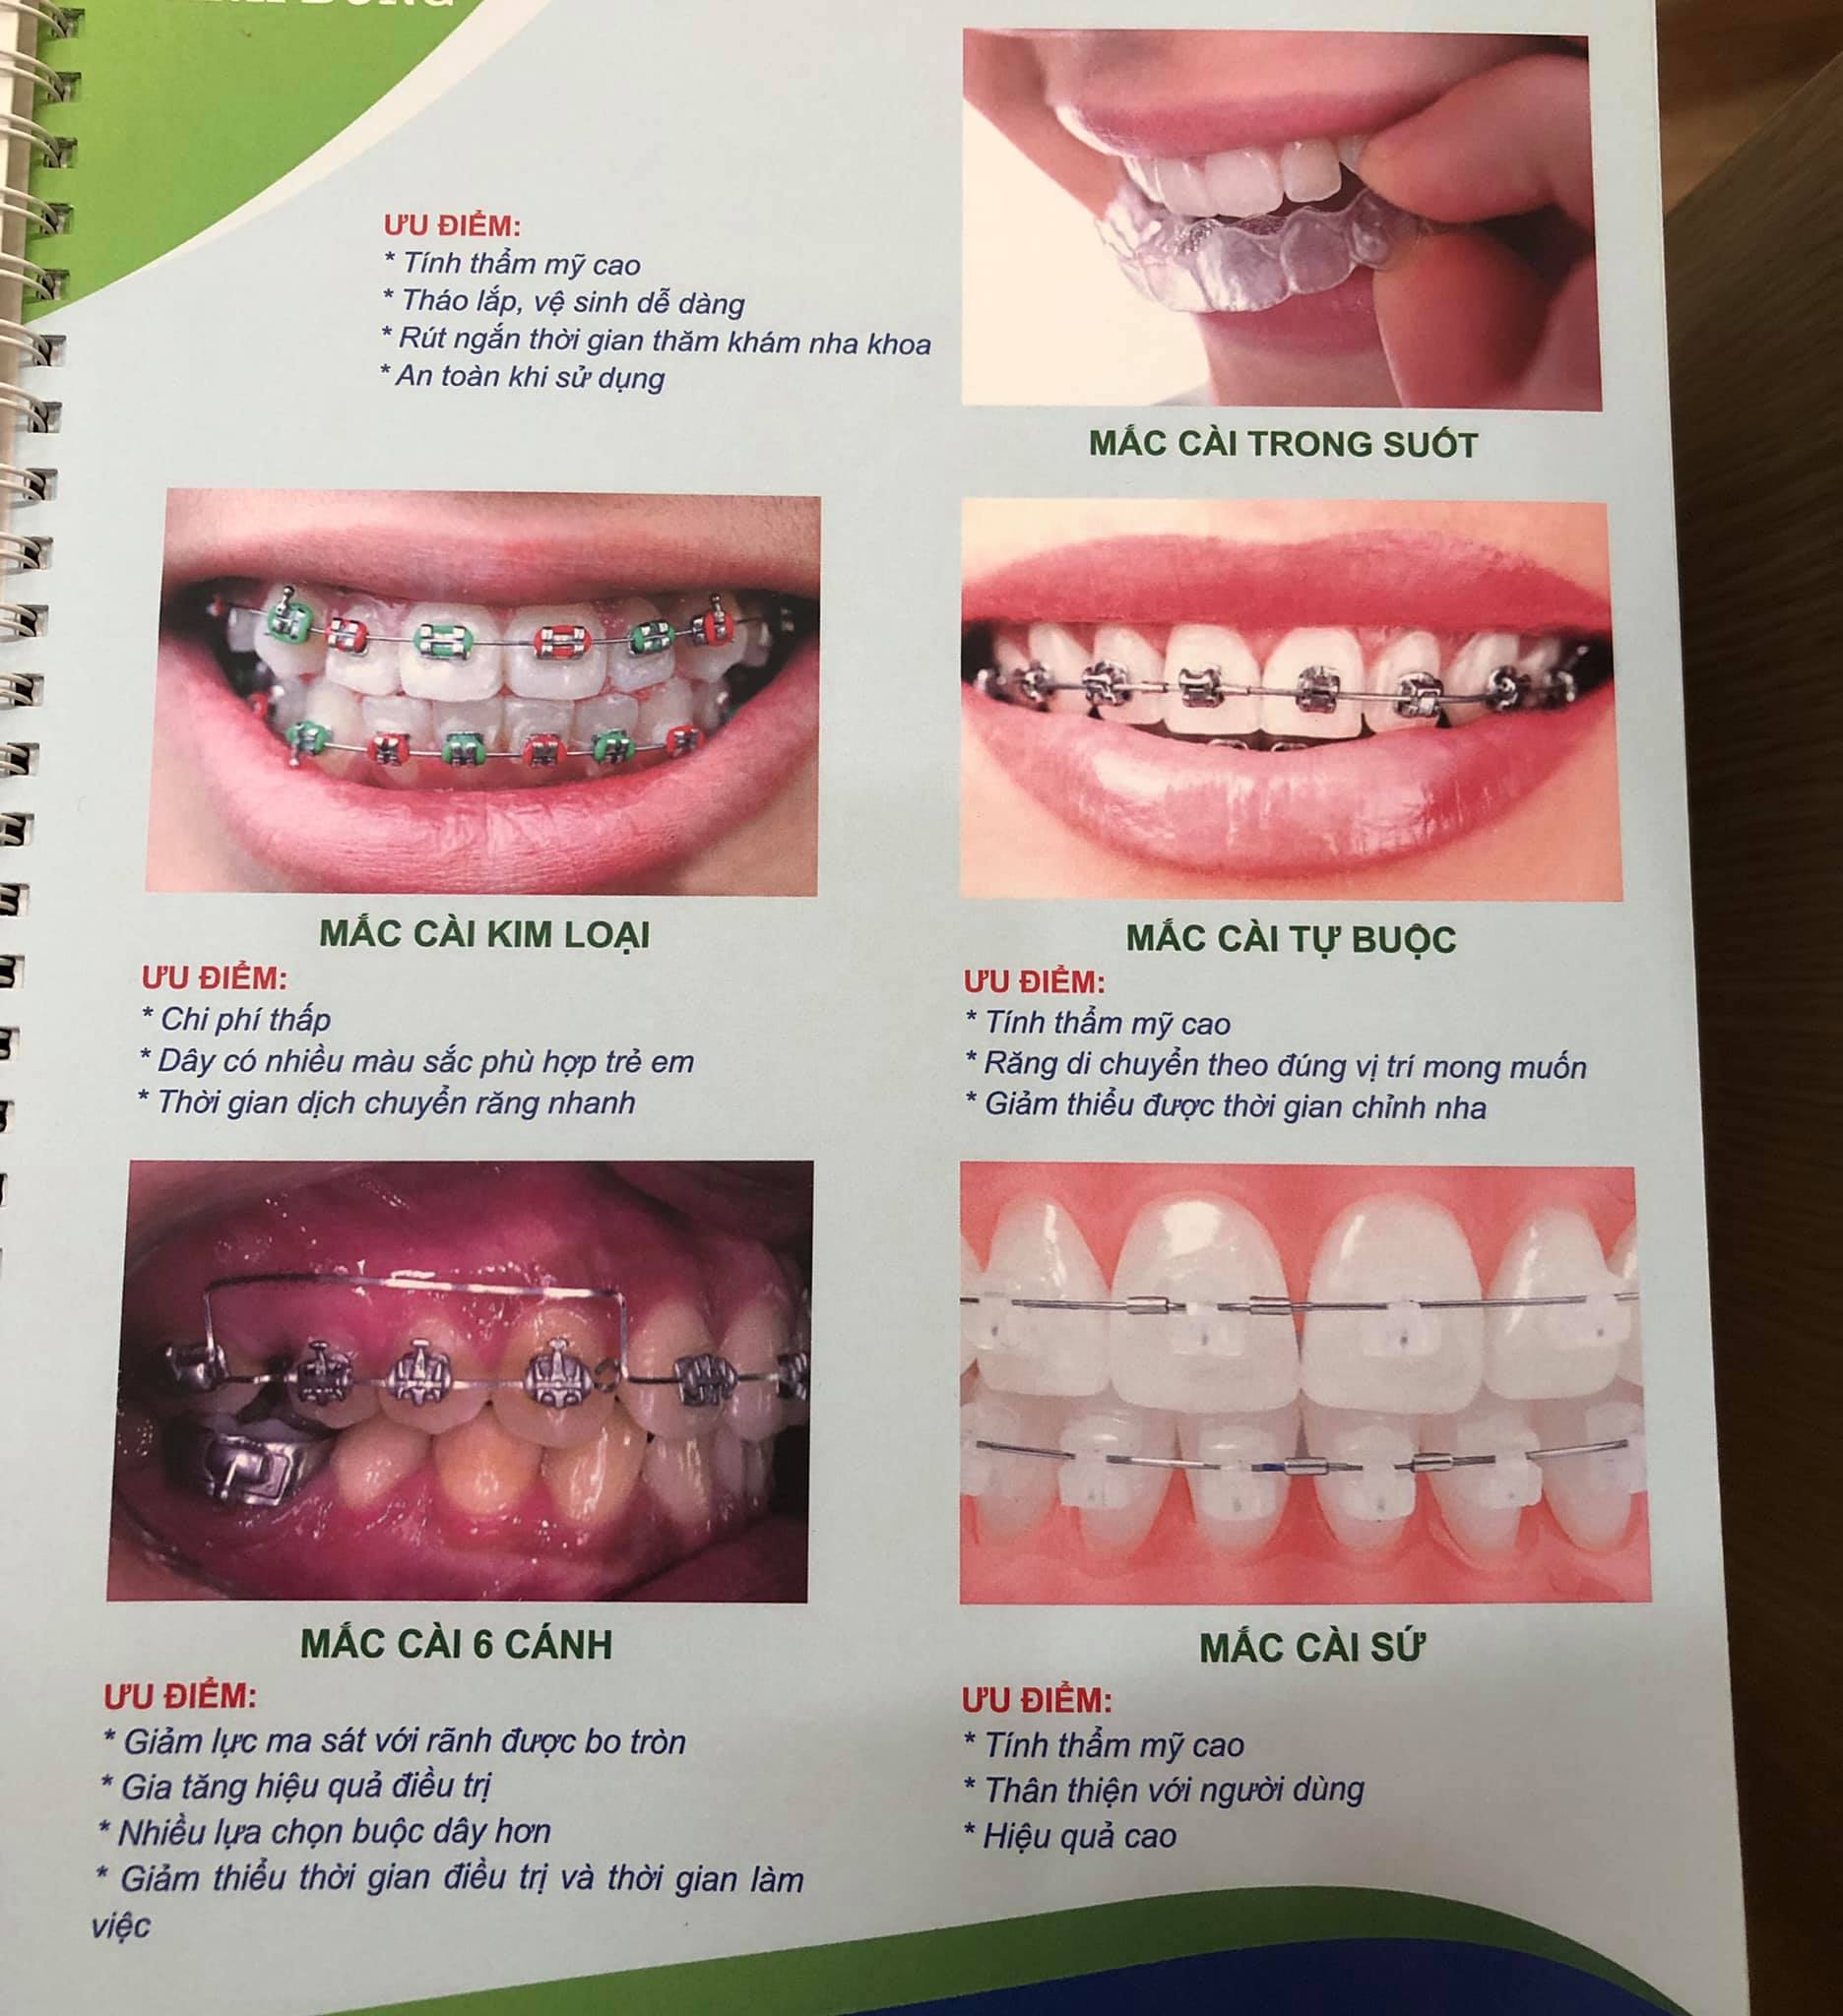 ƯU ĐIỂM:
* Tính thẩm mỹ cao
* Tháo lắp, vệ sinh dễ dàng
* Rút ngắn thời gian thăm khám nha khoa
* An toàn khi sử dụng
MẮC CÀI TRONG SUỐT
MẮC CÀI KIM LOẠI
ƯU ĐIỂM:
* Chi phí thấp
* Dây có nhiều màu sắc phù hợp trẻ em
* Thời gian dịch chuyển răng nhanh
MẮC CÀI TỰ BUỘC
ƯU ĐIỂM:
* Tính thẩm mỹ cao
* Răng di chuyển theo đúng vị trí mong muốn
* Giảm thiểu được thời gian chỉnh nha
MẮC CÀI 6 CÁNH
ƯU ĐIỂM:
* Giảm lực ma sát với rãnh được bo tròn
* Gia tăng hiệu quả điều trị
* Nhiều lựa chọn buộc dây hơn
* Giảm thiểu thời gian điều trị và thời gian làm
việc
MẮC CÀI SỨ
ƯU ĐIỂM:
* Tính thẩm mỹ cao
* Thân thiện với người dùng
* Hiệu quả cao